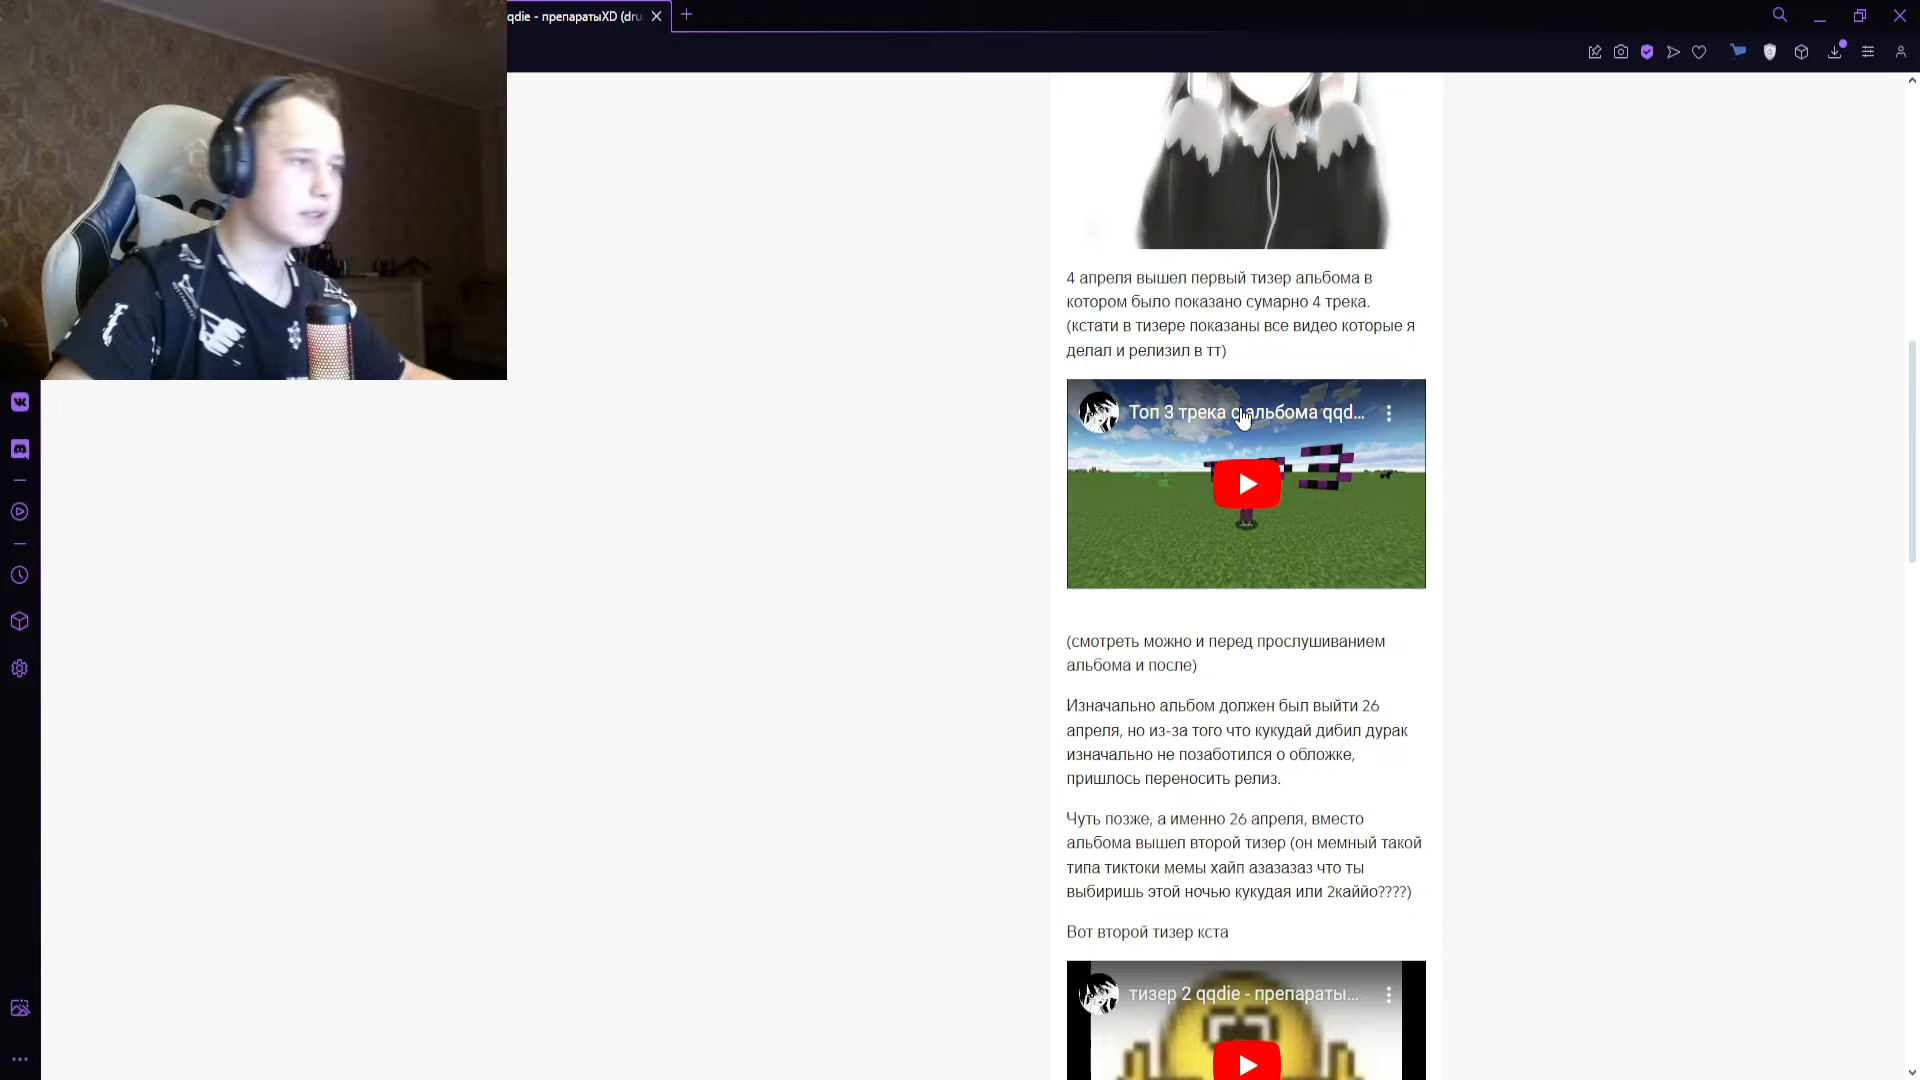 qqdie - препаратыXD (dru
4 апреля вышел первый тизер альбома в
котором было показано сумарно 4 трека.
(кстати в тизере показаны все видео которые я
делал и релизил в тт)
Топ 3 трека с альбома qqd...
(смотреть можно и перед прослушиванием
альбома и после)
Изначально альбом должен был выйти 26
апреля, но из-за того что кукудай дибил дурак
изначально не позаботился о обложке,
пришлось переносить релиз.
Чуть позже, а именно 26 апреля, вместо
альбома вышел второй тизер (он мемный такой
типа тиктоки мемы хайп азазазаз что ты
выбиришь этой ночью кукудая или 2каййо????)
Вот второй тизер кста
тизер 2 qqdie - препараты...